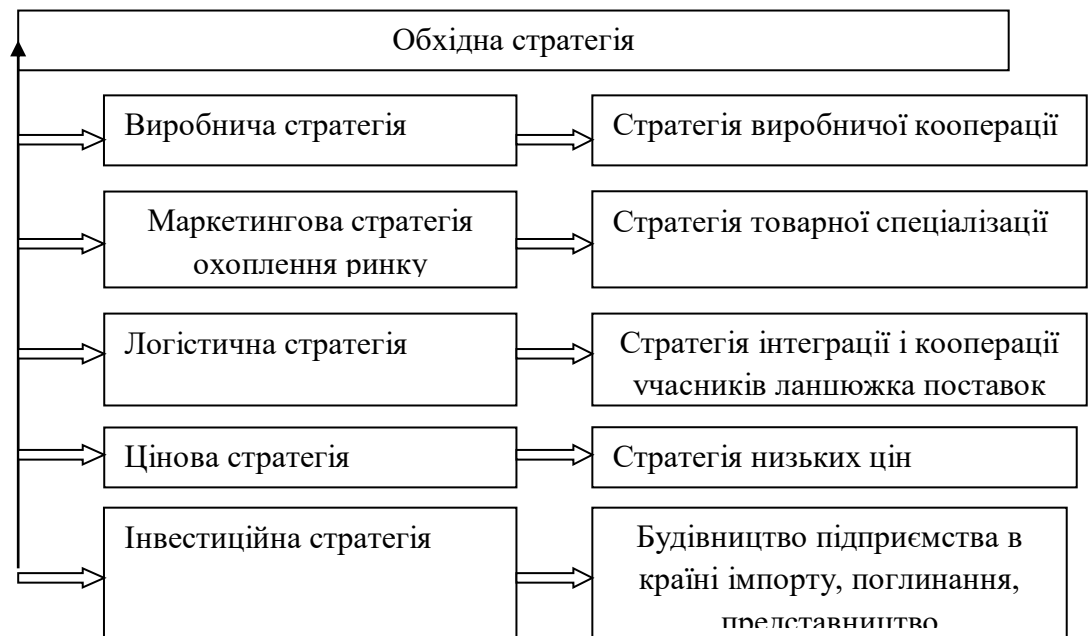 Обхідна стратегія
Виробнича стратегія
Стратегія виробничої кооперації
Маркетингова стратегія
охоплення ринку
Стратегія товарної спеціалізації
Логістична стратегія
Стратегія інтеграції і кооперації
учасників ланцюжка поставок
Цінова стратегія
Стратегія низьких цін
Інвестиційна стратегія
Будівництво підприємства в
країні імпорту, поглинання,
представництво